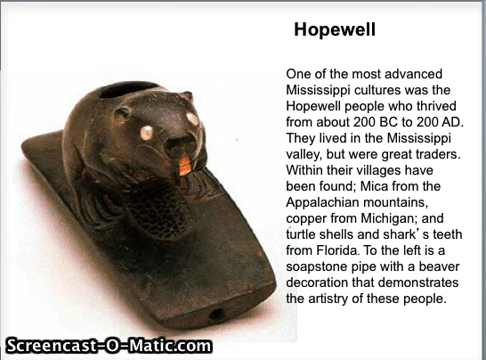 Hopewell
One of the most advanced
Mississippi cultures was the
Hopewell people who thrived
from about 200 BC to 200 AD.
They lived in the Mississippi
valley, but were great traders.
Within their villages have
been found; Mica from the
Appalachian mountains,
copper from Michigan; and
turtle shells and shark’s teeth
from Florida. To the left is a
soapstone pipe with a beaver
decoration that demonstrates
the artistry of these people.
Screencast-O-Matic.com